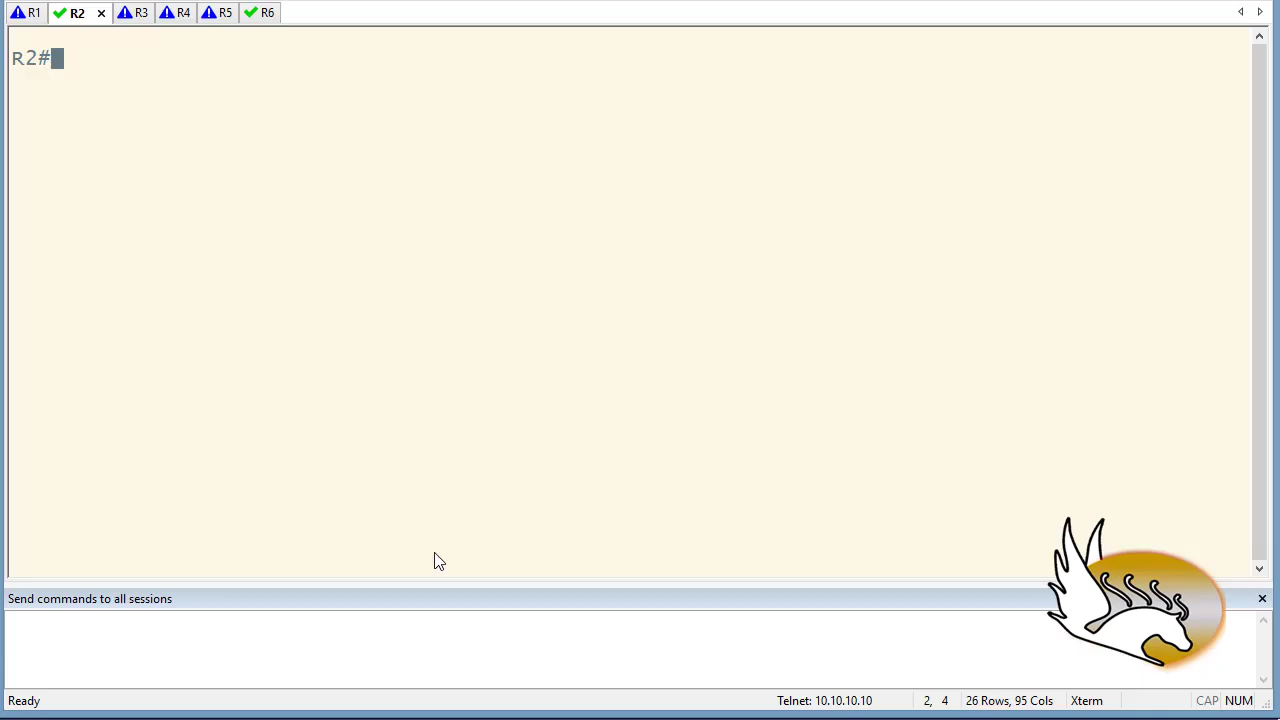 R1 R2 R3 R4 R5 R6
R2#
Send commands to all sessions
Ready Telnet: 10.10.10.10 2, 4 26 Rows, 95 Cols Xterm CAP NUM